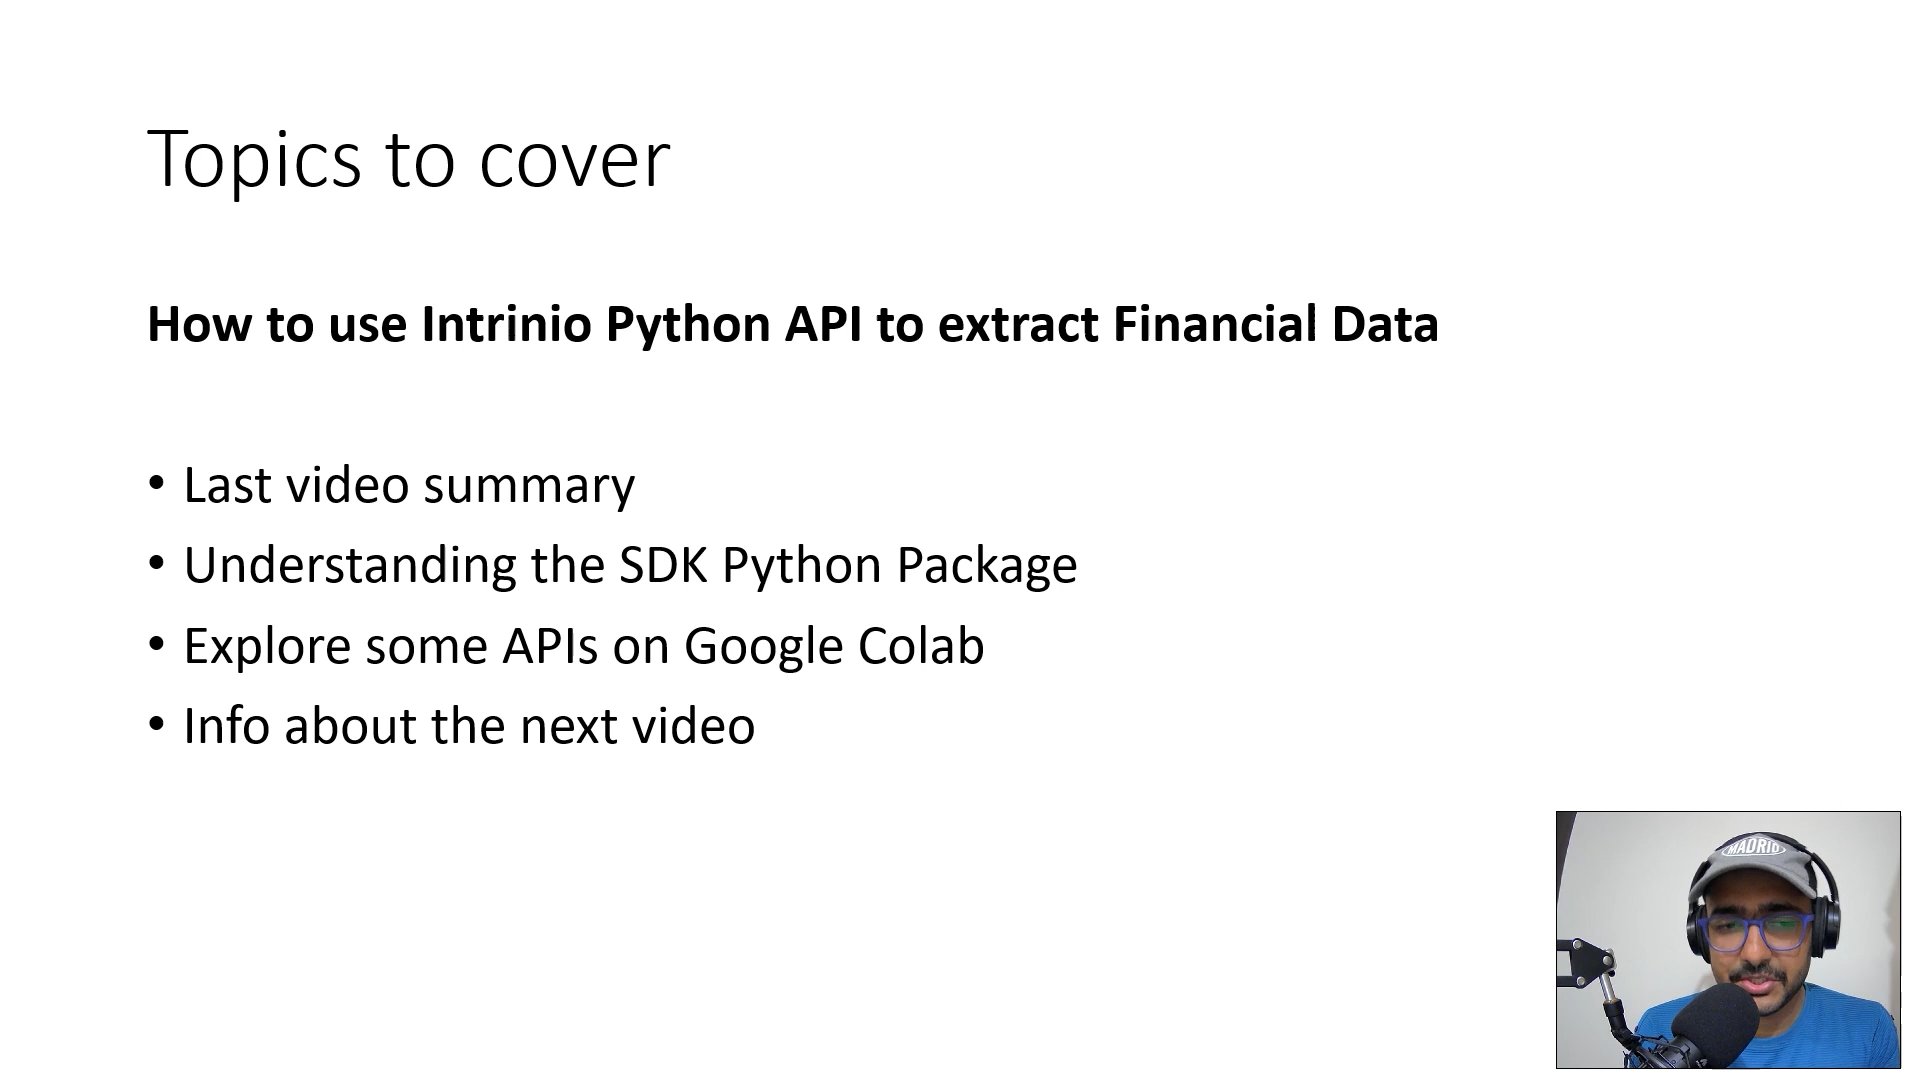 Topics to cover
How to use Intrinio Python API to extract Financial Data
• Last video summary
• Understanding the SDK Python Package
• Explore some APIs on Google Colab
• Info about the next video
MADRID